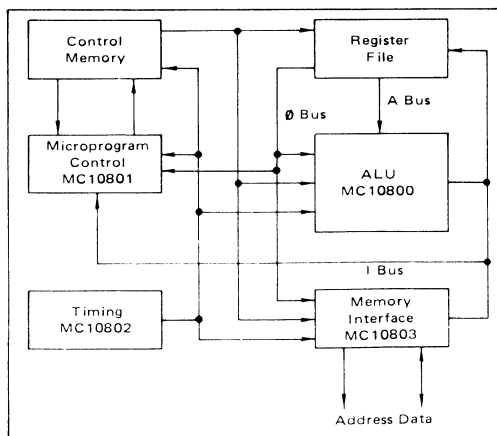 Control
Memory
Register
File
A Bus
Ø Bus
Microprogram
Control
MC10801
ALU
MC10800
I Bus
Timing
MC10802
Memory
Interface
MC10803
Address Data